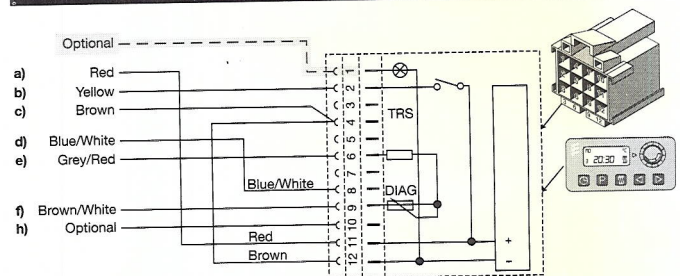 Optional
a) Red
b) Yellow
c) Brown
d) Blue/White
e) Grey/Red
Blue/White
f) Brown/White
h) Optional
Red
Brown
1
2
3
4
5
6
7
8
9
10
11
12
TRS
DIAG
+
-
20:30